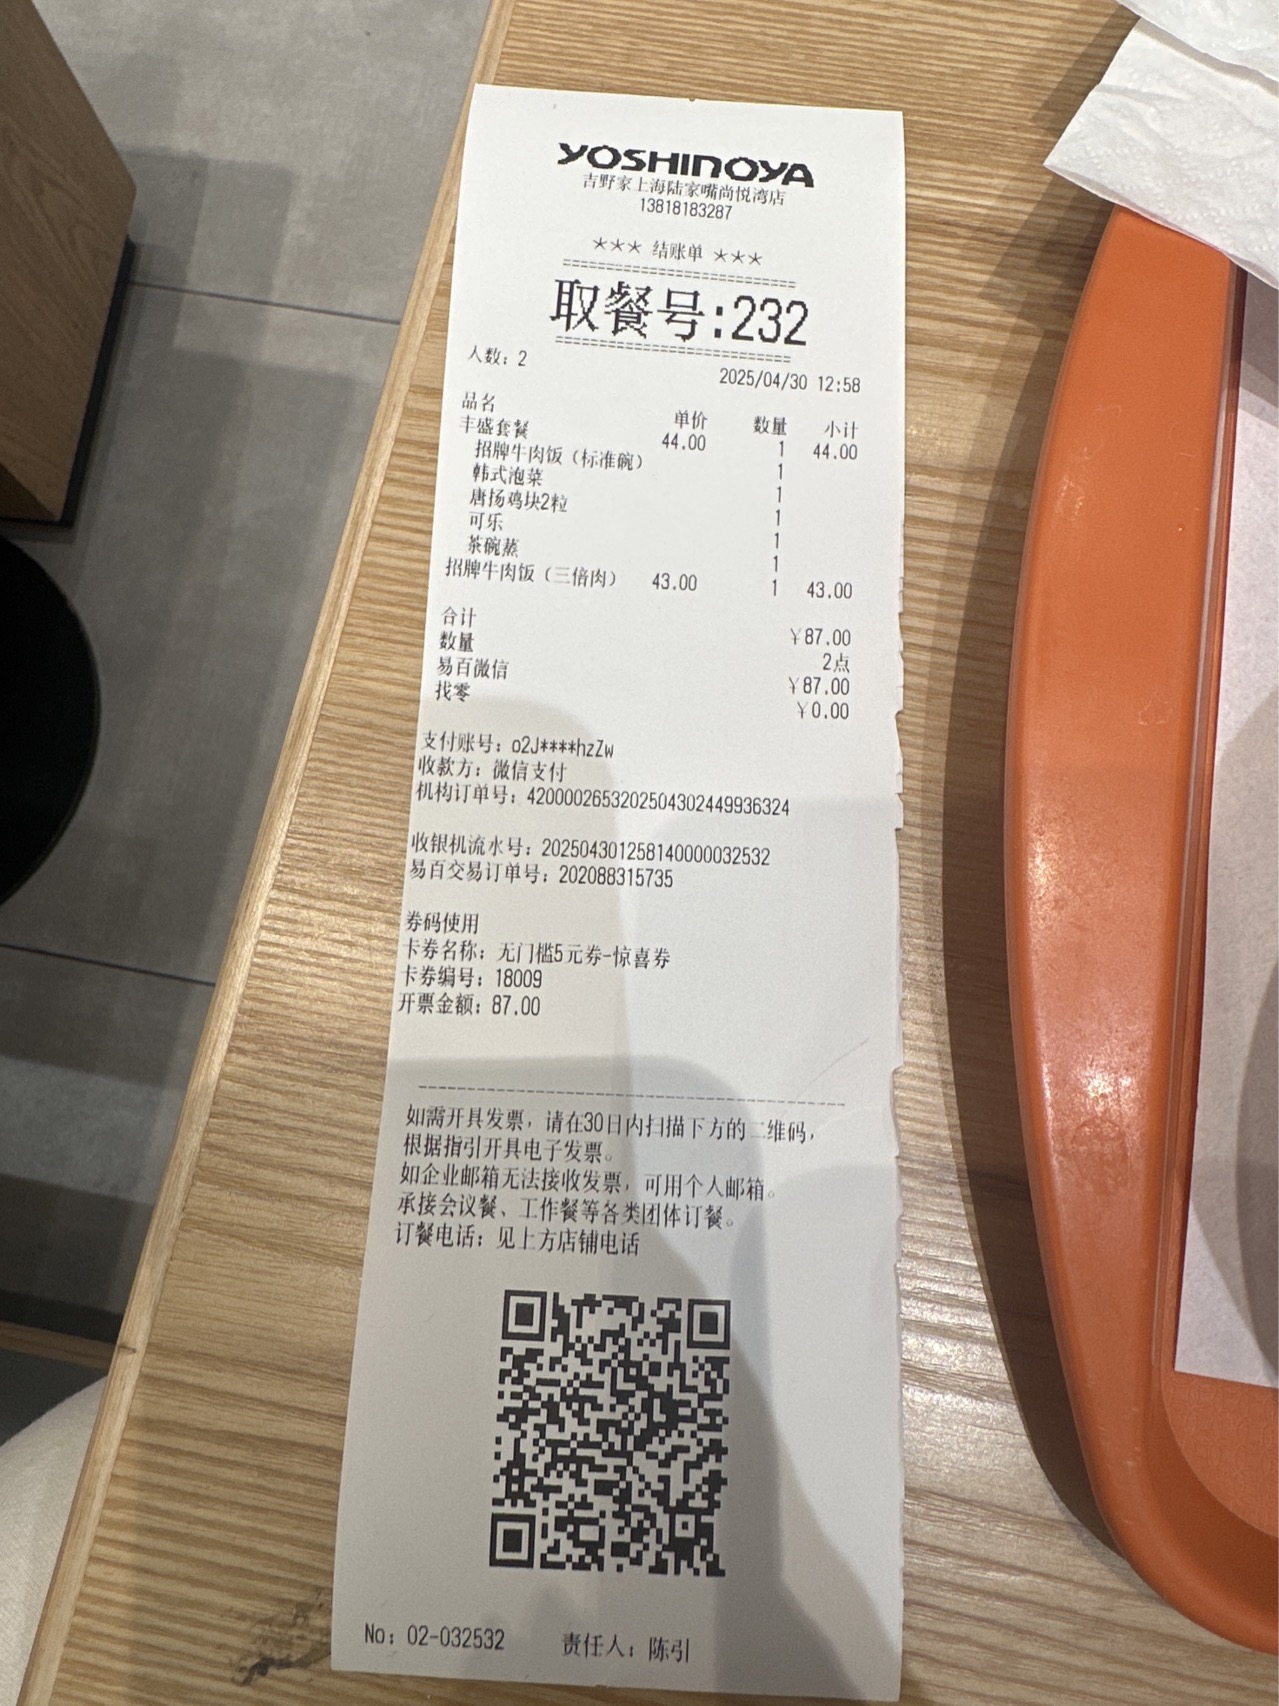 YOSHINOYA
吉野家上海陆家嘴尚悦湾店
13818183287
*** 结账单 ***
取餐号:232
人数: 2
2025/04/30 12:58
品名 单价 数量 小计
丰盛套餐 44.00 1 44.00
招牌牛肉饭（标准碗） 1
韩式泡菜 1
唐扬鸡块2粒 1
可乐 1
茶碗蒸 1
招牌牛肉饭（三倍肉） 43.00 1 43.00
合计 ¥87.00
数量 2点
易百微信 ¥87.00
找零 ¥0.00
支付账号: o2J****hzZw
收款方: 微信支付
机构订单号: 4200002653202504302449936324
收银机流水号: 202504301258140000032532
易百交易订单号: 202088315735
券码使用
卡券名称: 无门槛5元券-惊喜券
卡券编号: 18009
开票金额: 87.00
如需开具发票，请在30日内扫描下方的二维码，
根据指引开具电子发票。
如企业邮箱无法接收发票，可用个人邮箱。
承接会议餐、工作餐等各类团体订餐。
订餐电话: 见上方店铺电话
No: 02-032532 责任人: 陈引